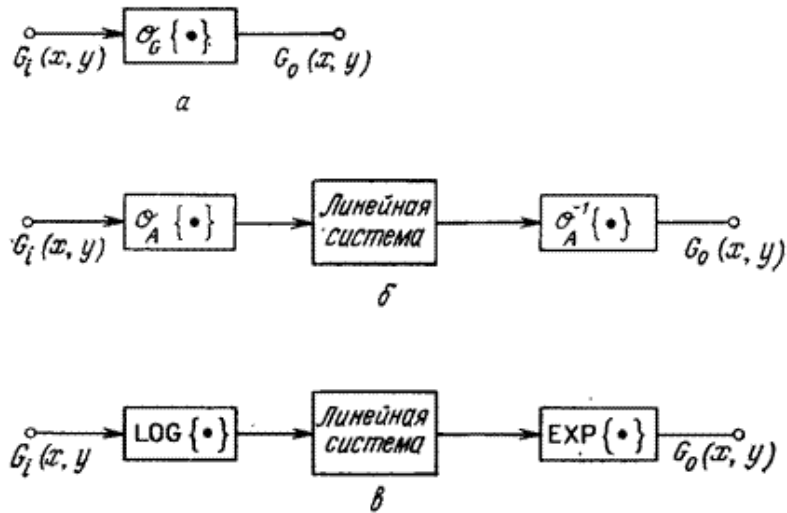 𝒪_G {•}
G_i (x, y) G_o (x, y)
а
𝒪_A {•} Линейная система 𝒪_A^{-1} {•}
G_i (x, y) G_o (x, y)
б
LOG {•} Линейная система EXP {•}
G_i (x, y G_o (x, y)
в